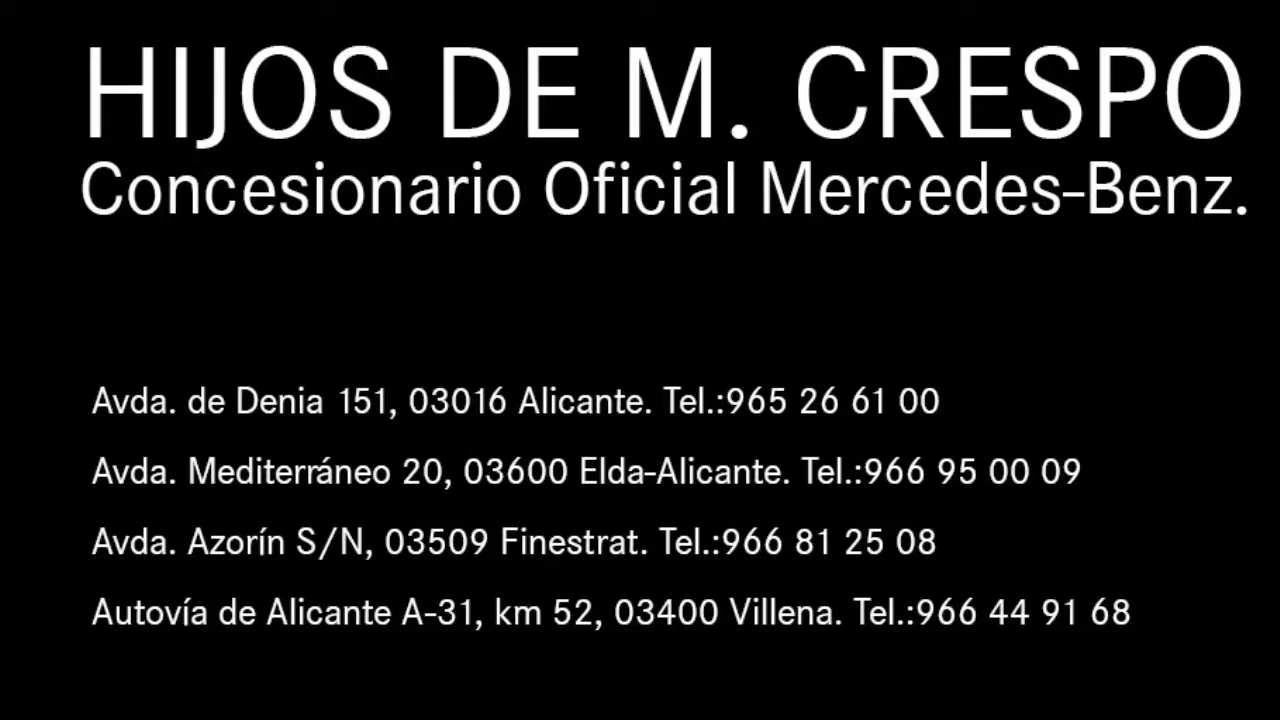 HIJOS DE M. CRESPO
Concesionario Oficial Mercedes-Benz.
Avda. de Denia 151, 03016 Alicante. Tel.:965 26 61 00
Avda. Mediterráneo 20, 03600 Elda-Alicante. Tel.:966 95 00 09
Avda. Azorín S/N, 03509 Finestrat. Tel.:966 81 25 08
Autovía de Alicante A-31, km 52, 03400 Villena. Tel.:966 44 91 68